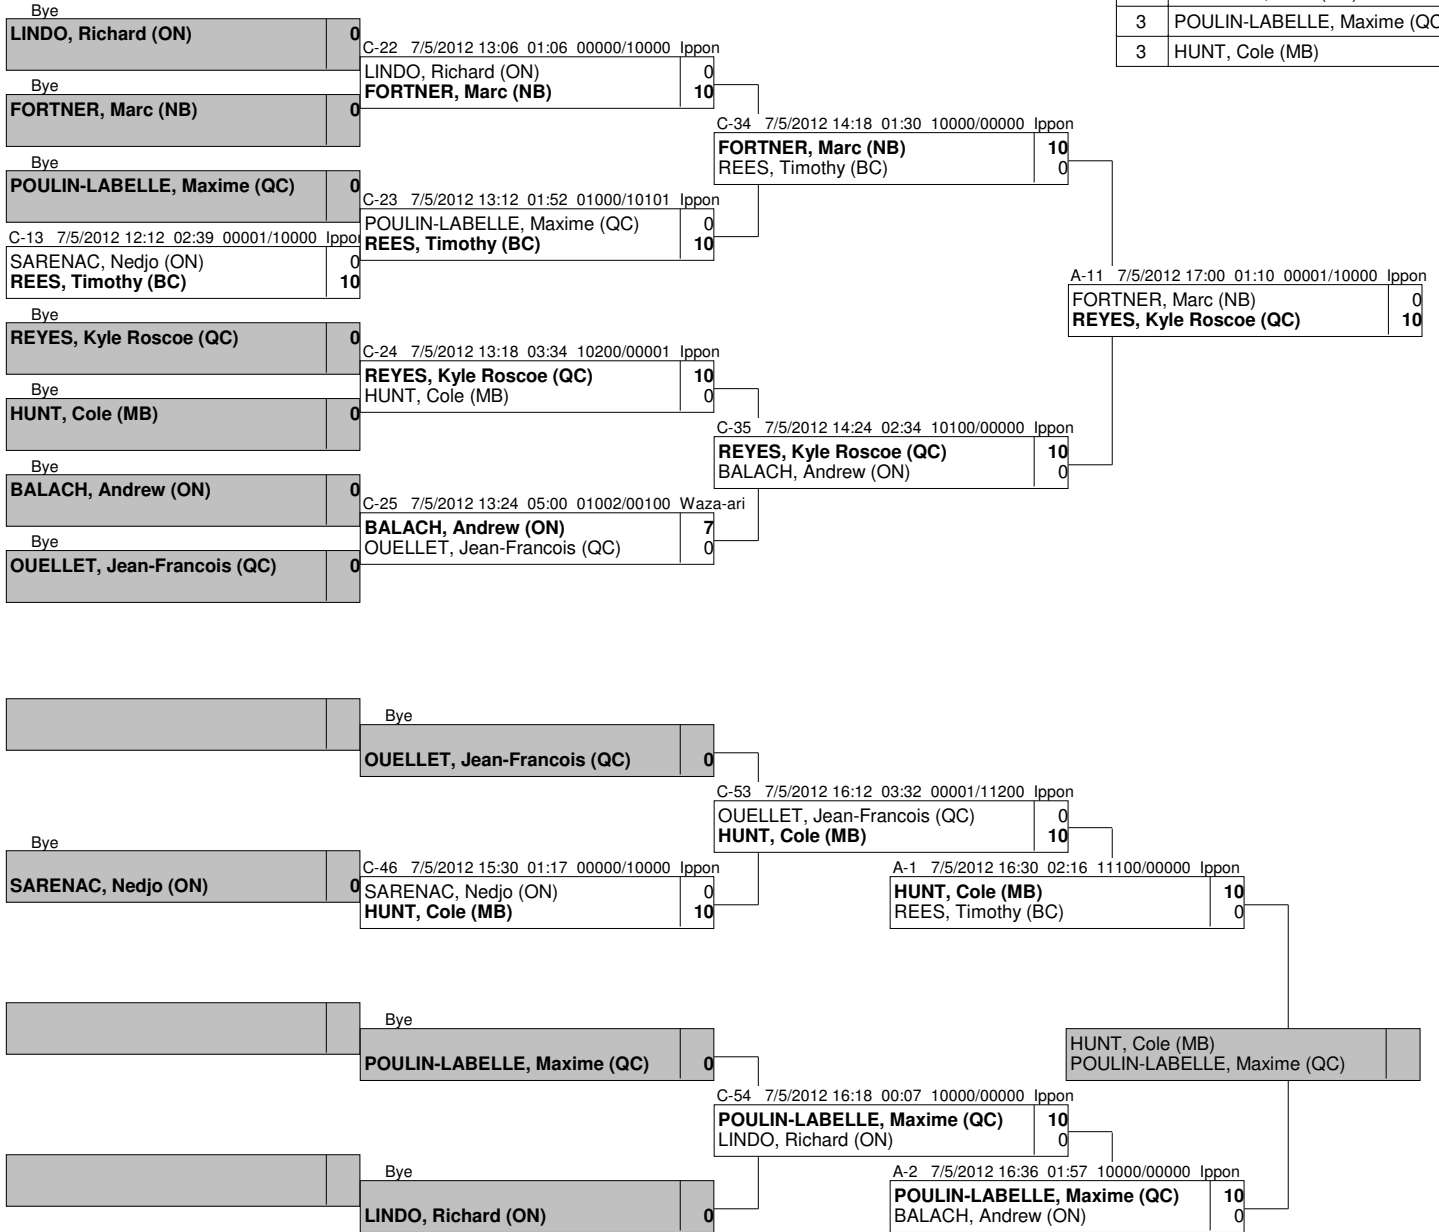 Bye
LINDO, Richard (ON) 0
Bye
FORTNER, Marc (NB) 0
Bye
POULIN-LABELLE, Maxime (QC) 0
C-13 7/5/2012 12:12 02:39 00001/10000 Ippon
SARENAC, Nedjo (ON) 0
REES, Timothy (BC) 10
Bye
REYES, Kyle Roscoe (QC) 0
Bye
HUNT, Cole (MB) 0
Bye
BALACH, Andrew (ON) 0
Bye
OUELLET, Jean-Francois (QC) 0
C-22 7/5/2012 13:06 01:06 00000/10000 Ippon
LINDO, Richard (ON) 0
FORTNER, Marc (NB) 10
C-23 7/5/2012 13:12 01:52 01000/10101 Ippon
POULIN-LABELLE, Maxime (QC) 0
REES, Timothy (BC) 10
C-24 7/5/2012 13:18 03:34 10200/00001 Ippon
REYES, Kyle Roscoe (QC) 10
HUNT, Cole (MB) 0
C-25 7/5/2012 13:24 05:00 01002/00100 Waza-ari
BALACH, Andrew (ON) 7
OUELLET, Jean-Francois (QC) 0
C-34 7/5/2012 14:18 01:30 10000/00000 Ippon
FORTNER, Marc (NB) 10
REES, Timothy (BC) 0
C-35 7/5/2012 14:24 02:34 10100/00000 Ippon
REYES, Kyle Roscoe (QC) 10
BALACH, Andrew (ON) 0
3 POULIN-LABELLE, Maxime (QC
3 HUNT, Cole (MB)
A-11 7/5/2012 17:00 01:10 00001/10000 Ippon
FORTNER, Marc (NB) 0
REYES, Kyle Roscoe (QC) 10
Bye
OUELLET, Jean-Francois (QC) 0
Bye
SARENAC, Nedjo (ON) 0
C-46 7/5/2012 15:30 01:17 00000/10000 Ippon
SARENAC, Nedjo (ON) 0
HUNT, Cole (MB) 10
C-53 7/5/2012 16:12 03:32 00001/11200 Ippon
OUELLET, Jean-Francois (QC) 0
HUNT, Cole (MB) 10
A-1 7/5/2012 16:30 02:16 11100/00000 Ippon
HUNT, Cole (MB) 10
REES, Timothy (BC) 0
Bye
POULIN-LABELLE, Maxime (QC) 0
Bye
LINDO, Richard (ON) 0
C-54 7/5/2012 16:18 00:07 10000/00000 Ippon
POULIN-LABELLE, Maxime (QC) 10
LINDO, Richard (ON) 0
A-2 7/5/2012 16:36 01:57 10000/00000 Ippon
POULIN-LABELLE, Maxime (QC) 10
BALACH, Andrew (ON) 0
HUNT, Cole (MB)
POULIN-LABELLE, Maxime (QC)